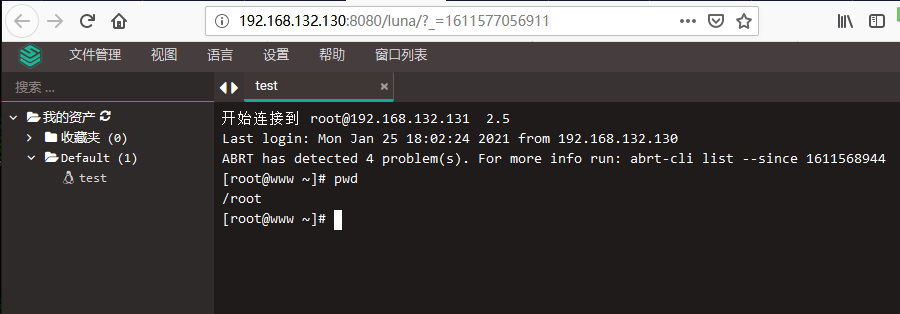 192.168.132.130:8080/luna/?_=1611577056911
文件管理 视图 语言 设置 帮助 窗口列表
搜索 ...
test ×
我的资产
收藏夹 (0)
Default (1)
test
开始连接到 root@192.168.132.131  2.5
Last login: Mon Jan 25 18:02:24 2021 from 192.168.132.130
ABRT has detected 4 problem(s). For more info run: abrt-cli list --since 1611568944
[root@www ~]# pwd
/root
[root@www ~]#